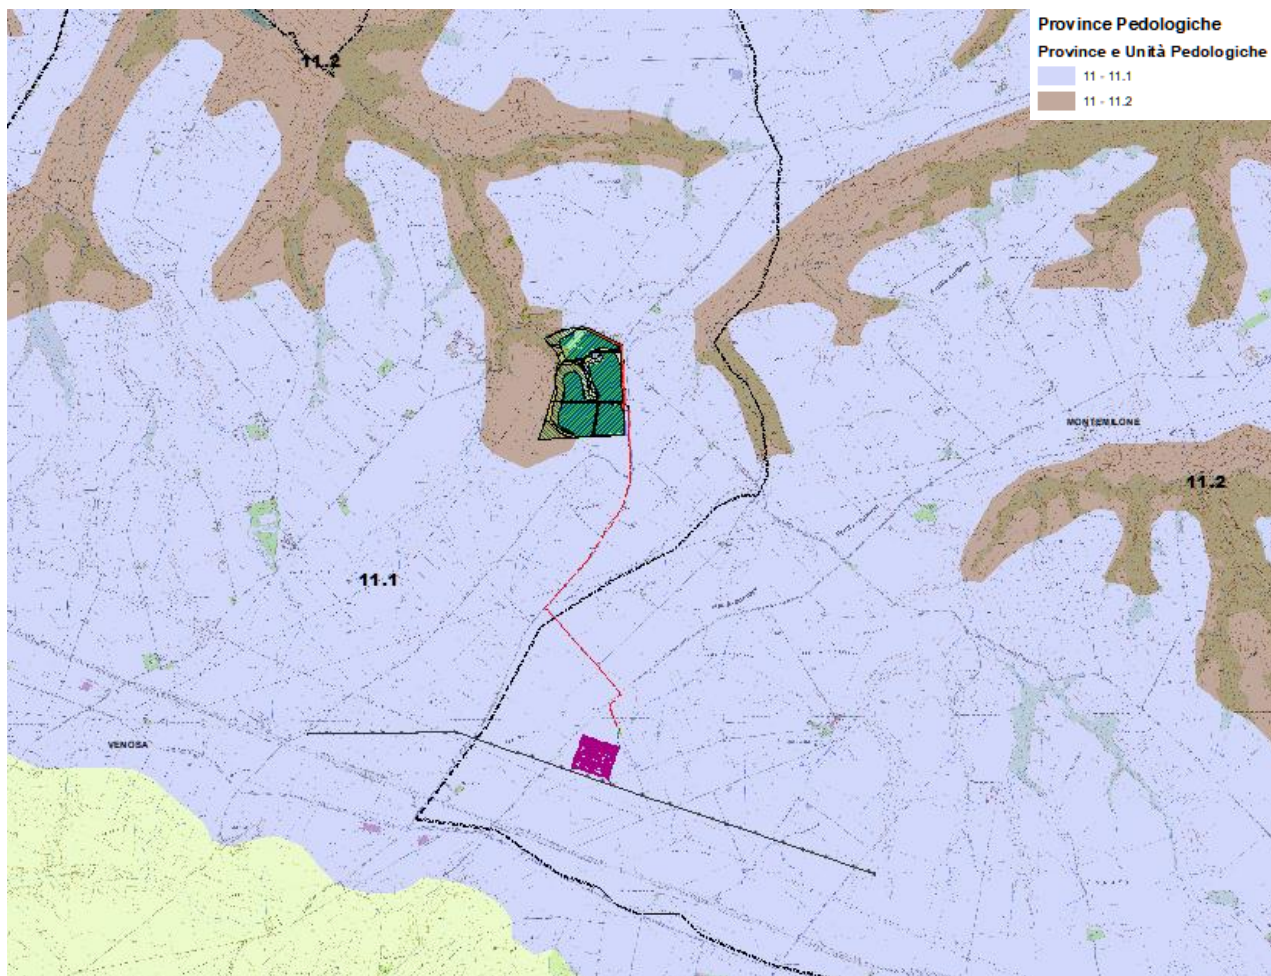 Province Pedologiche
Province e Unità Pedologiche
11 - 11.1
11 - 11.2
11.2
MONTEMILONE
11.2
11.1
VENOSA